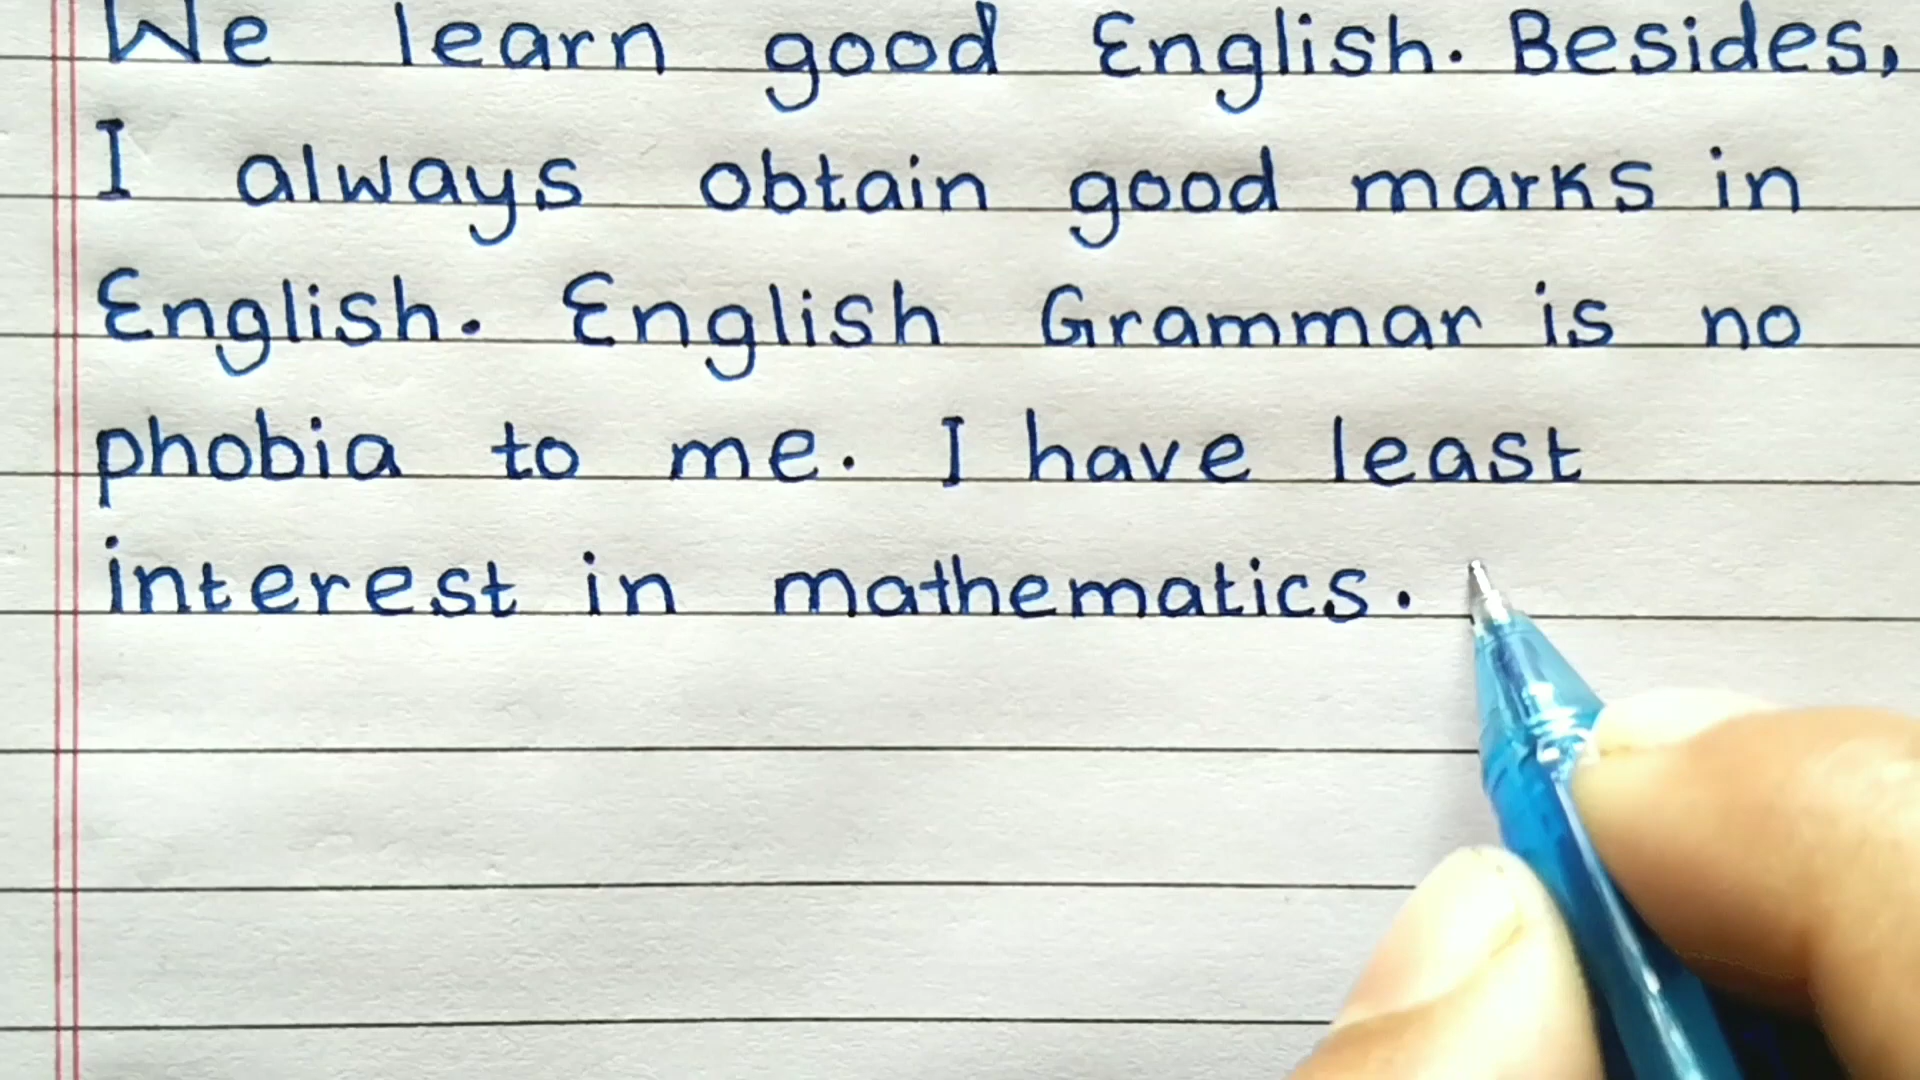 We learn good English. Besides,
I always obtain good marks in
English. English Grammar is no
phobia to me. I have least
interest in mathematics.